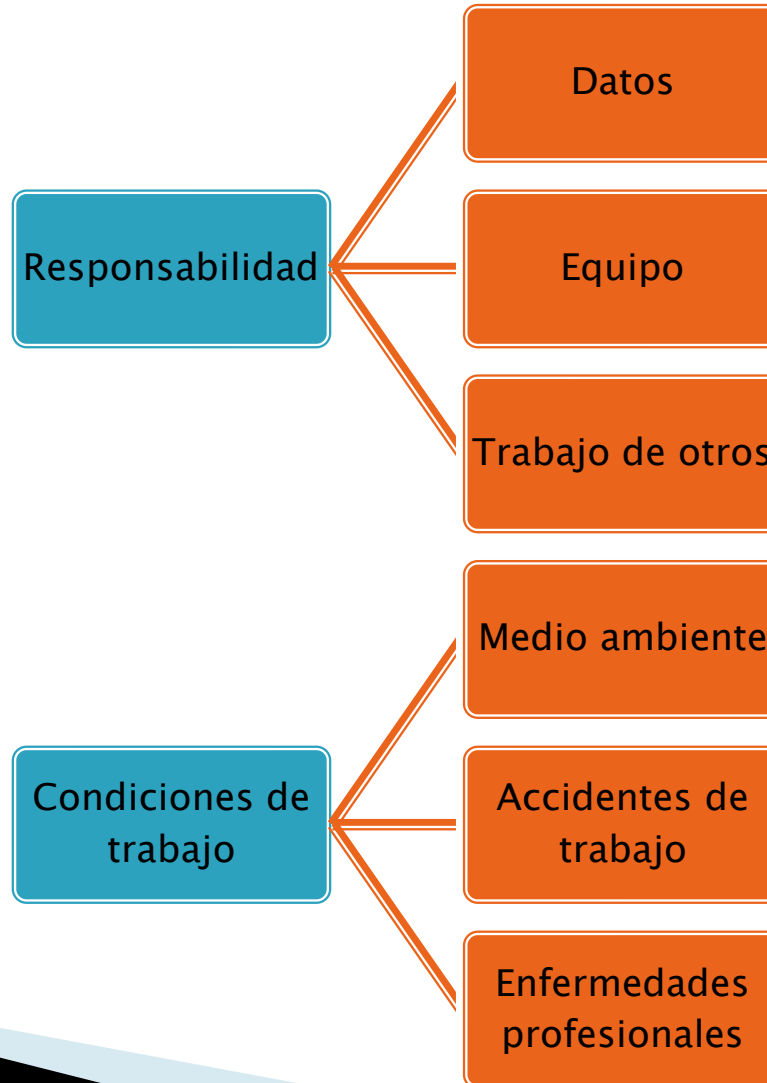 Responsabilidad
Datos
Equipo
Trabajo de otros
Condiciones de
trabajo
Medio ambiente
Accidentes de
trabajo
Enfermedades
profesionales